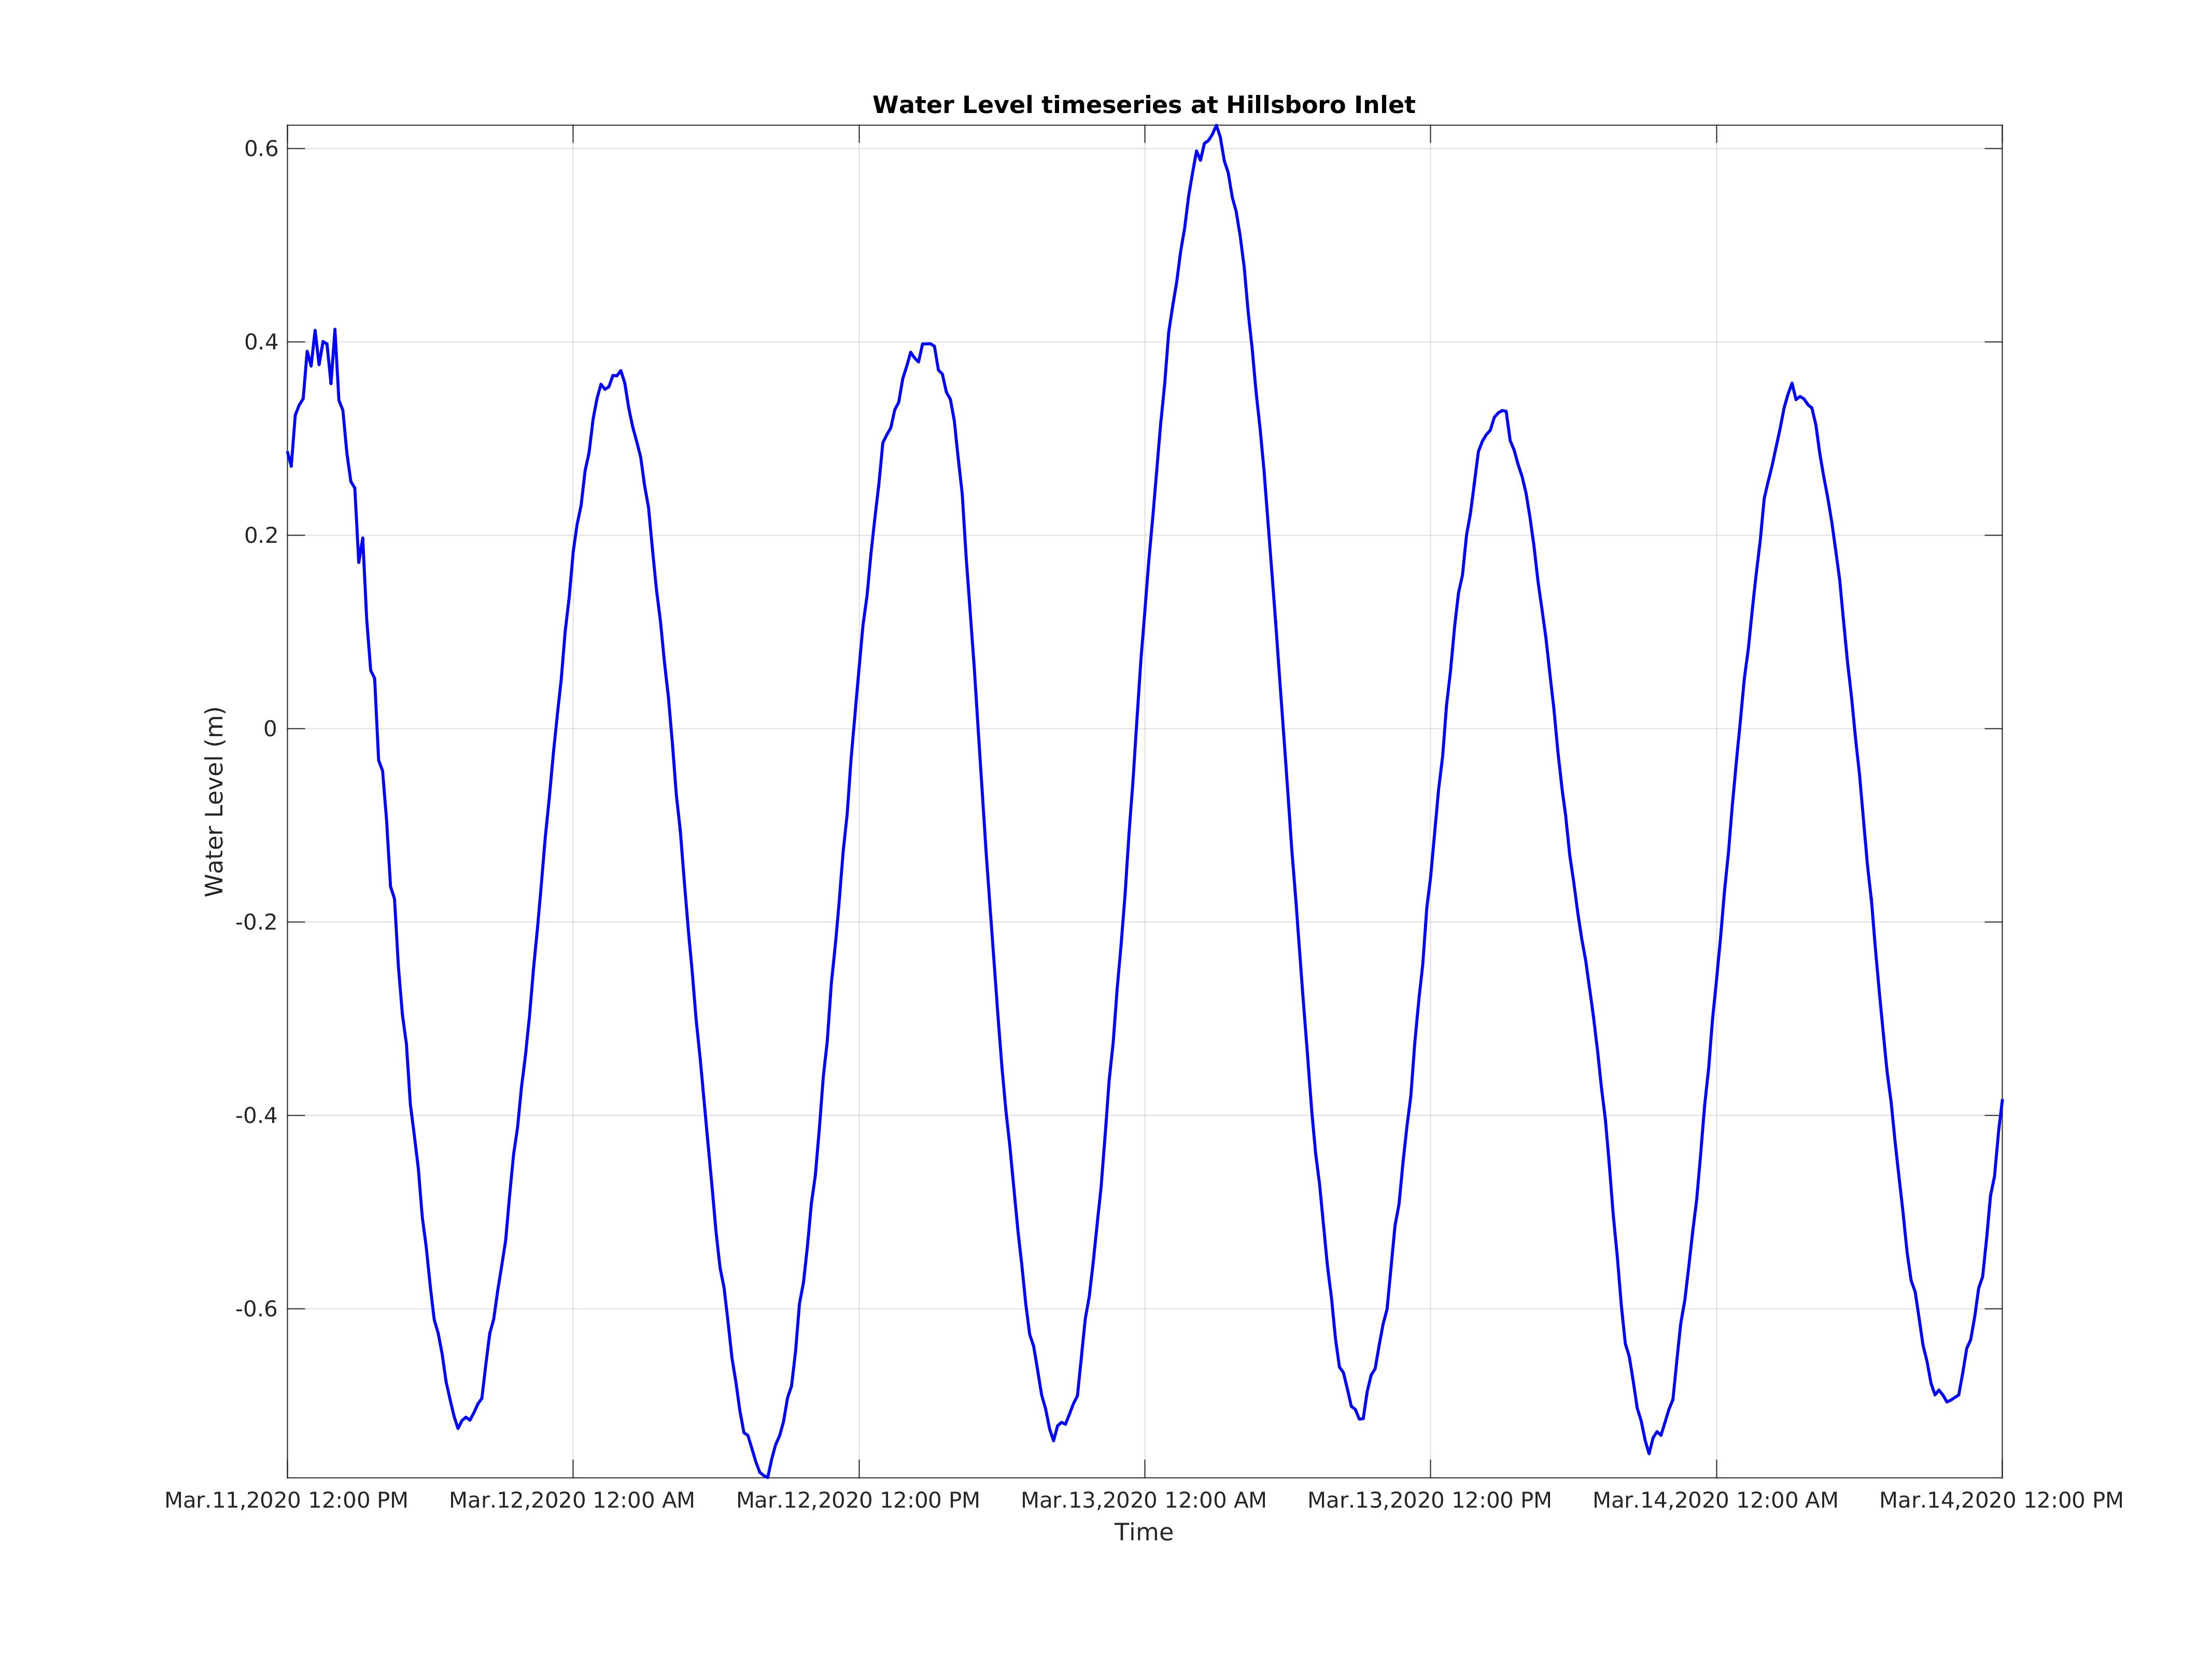 Water Level timeseries at Hillsboro Inlet
0.6
0.4
0.2
0
-0.2
-0.4
-0.6
Water Level (m)
Mar.11,2020 12:00 PM
Mar.12,2020 12:00 AM
Mar.12,2020 12:00 PM
Mar.13,2020 12:00 AM
Mar.13,2020 12:00 PM
Mar.14,2020 12:00 AM
Mar.14,2020 12:00 PM
Time